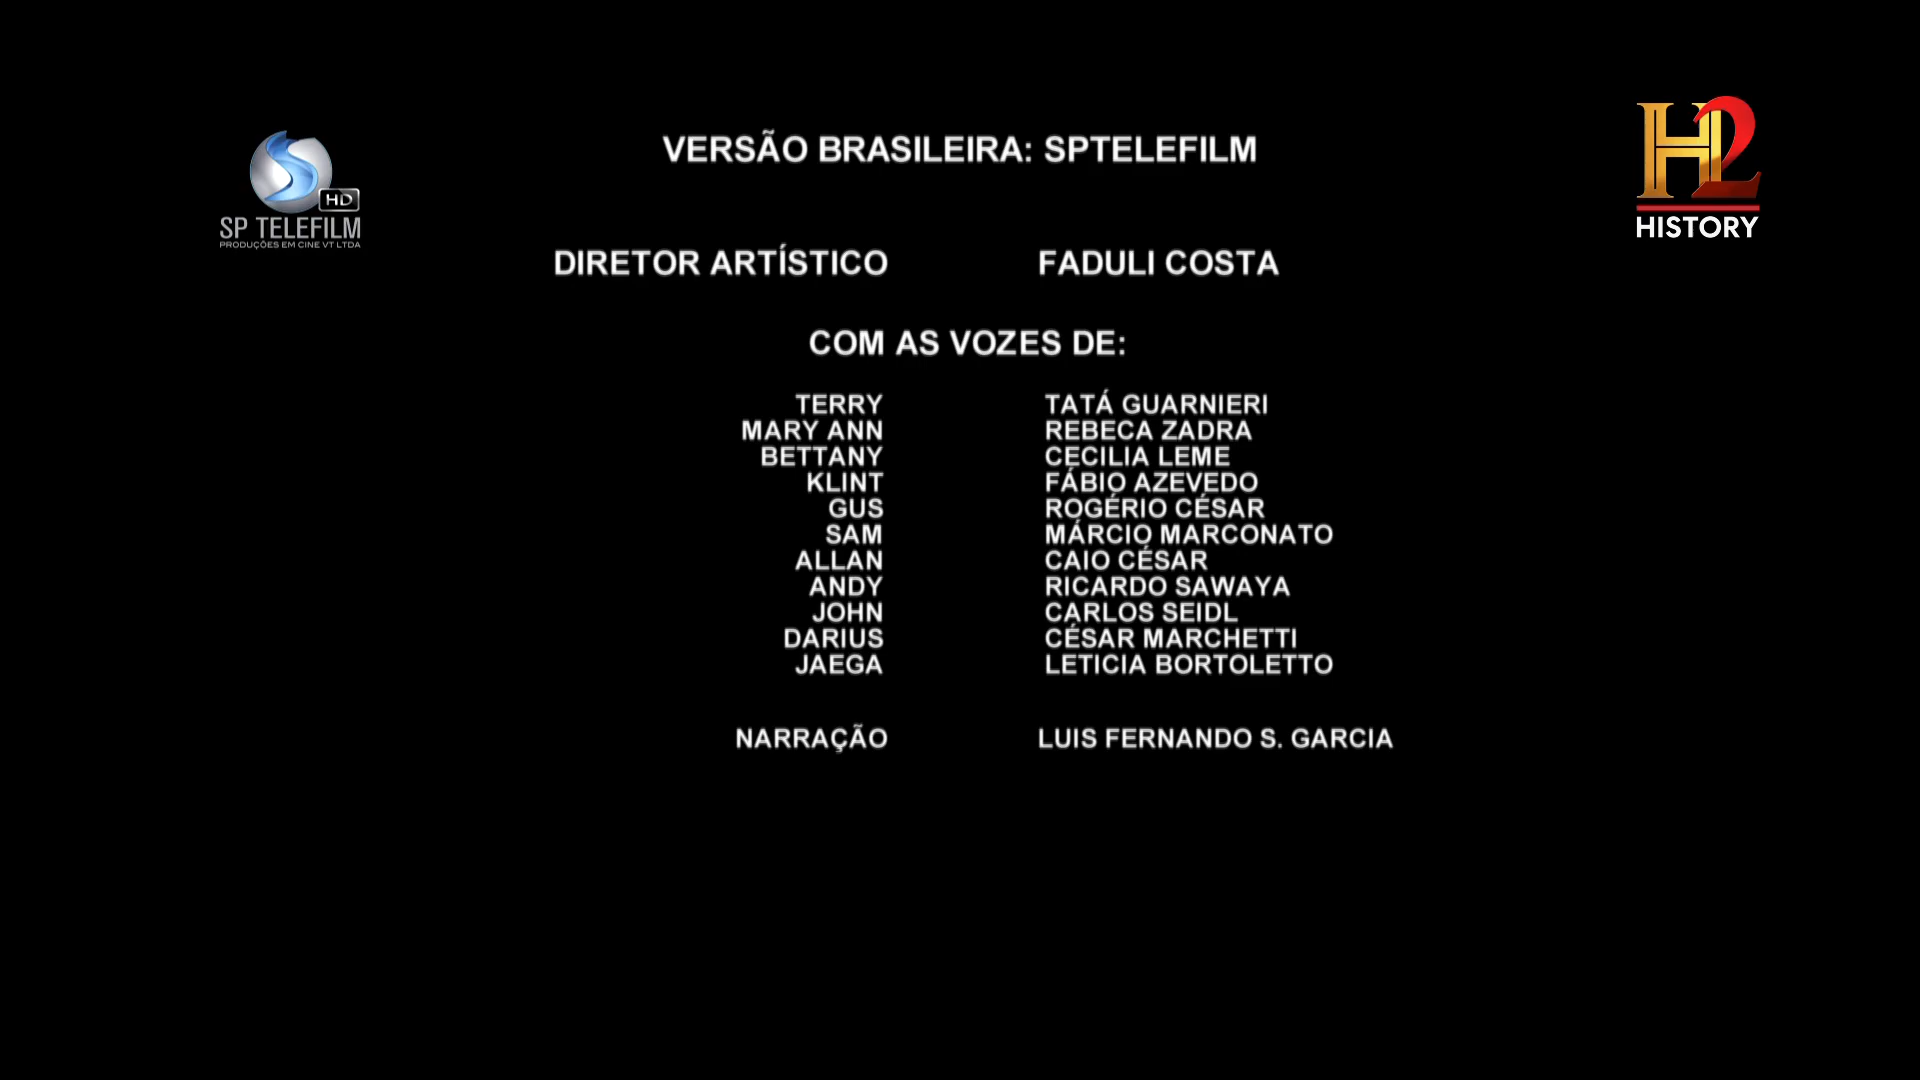 VERSÃO BRASILEIRA: SPTELEFILM
HD
SP TELEFILM
PRODUÇÕES EM CINE VT LTDA
H2
HISTORY
DIRETOR ARTÍSTICO FADULI COSTA
COM AS VOZES DE:
TERRY TATÁ GUARNIERI
MARY ANN REBECA ZADRA
BETTANY CECILIA LEME
KLINT FÁBIO AZEVEDO
GUS ROGÉRIO CÉSAR
SAM MÁRCIO MARCONATO
ALLAN CAIO CÉSAR
ANDY RICARDO SAWAYA
JOHN CARLOS SEIDL
DARIUS CÉSAR MARCHETTI
JAEGA LETICIA BORTOLETTO
NARRAÇÃO LUIS FERNANDO S. GARCIA